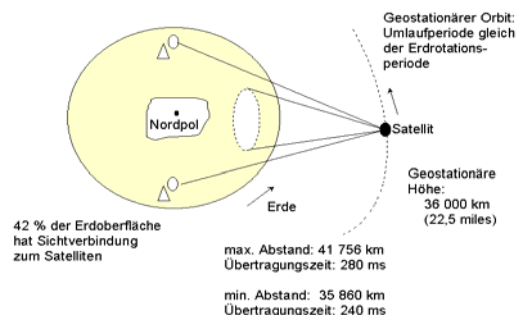 Geostationärer Orbit:
Umlaufperiode gleich
der Erdrotations-
periode
Nordpol
Satellit
Geostationäre
Höhe:
36 000 km
(22,5 miles)
Erde
42 % der Erdoberfläche
hat Sichtverbindung
zum Satelliten
max. Abstand: 41 756 km
Übertragungszeit: 280 ms
min. Abstand: 35 860 km
Übertragungszeit: 240 ms